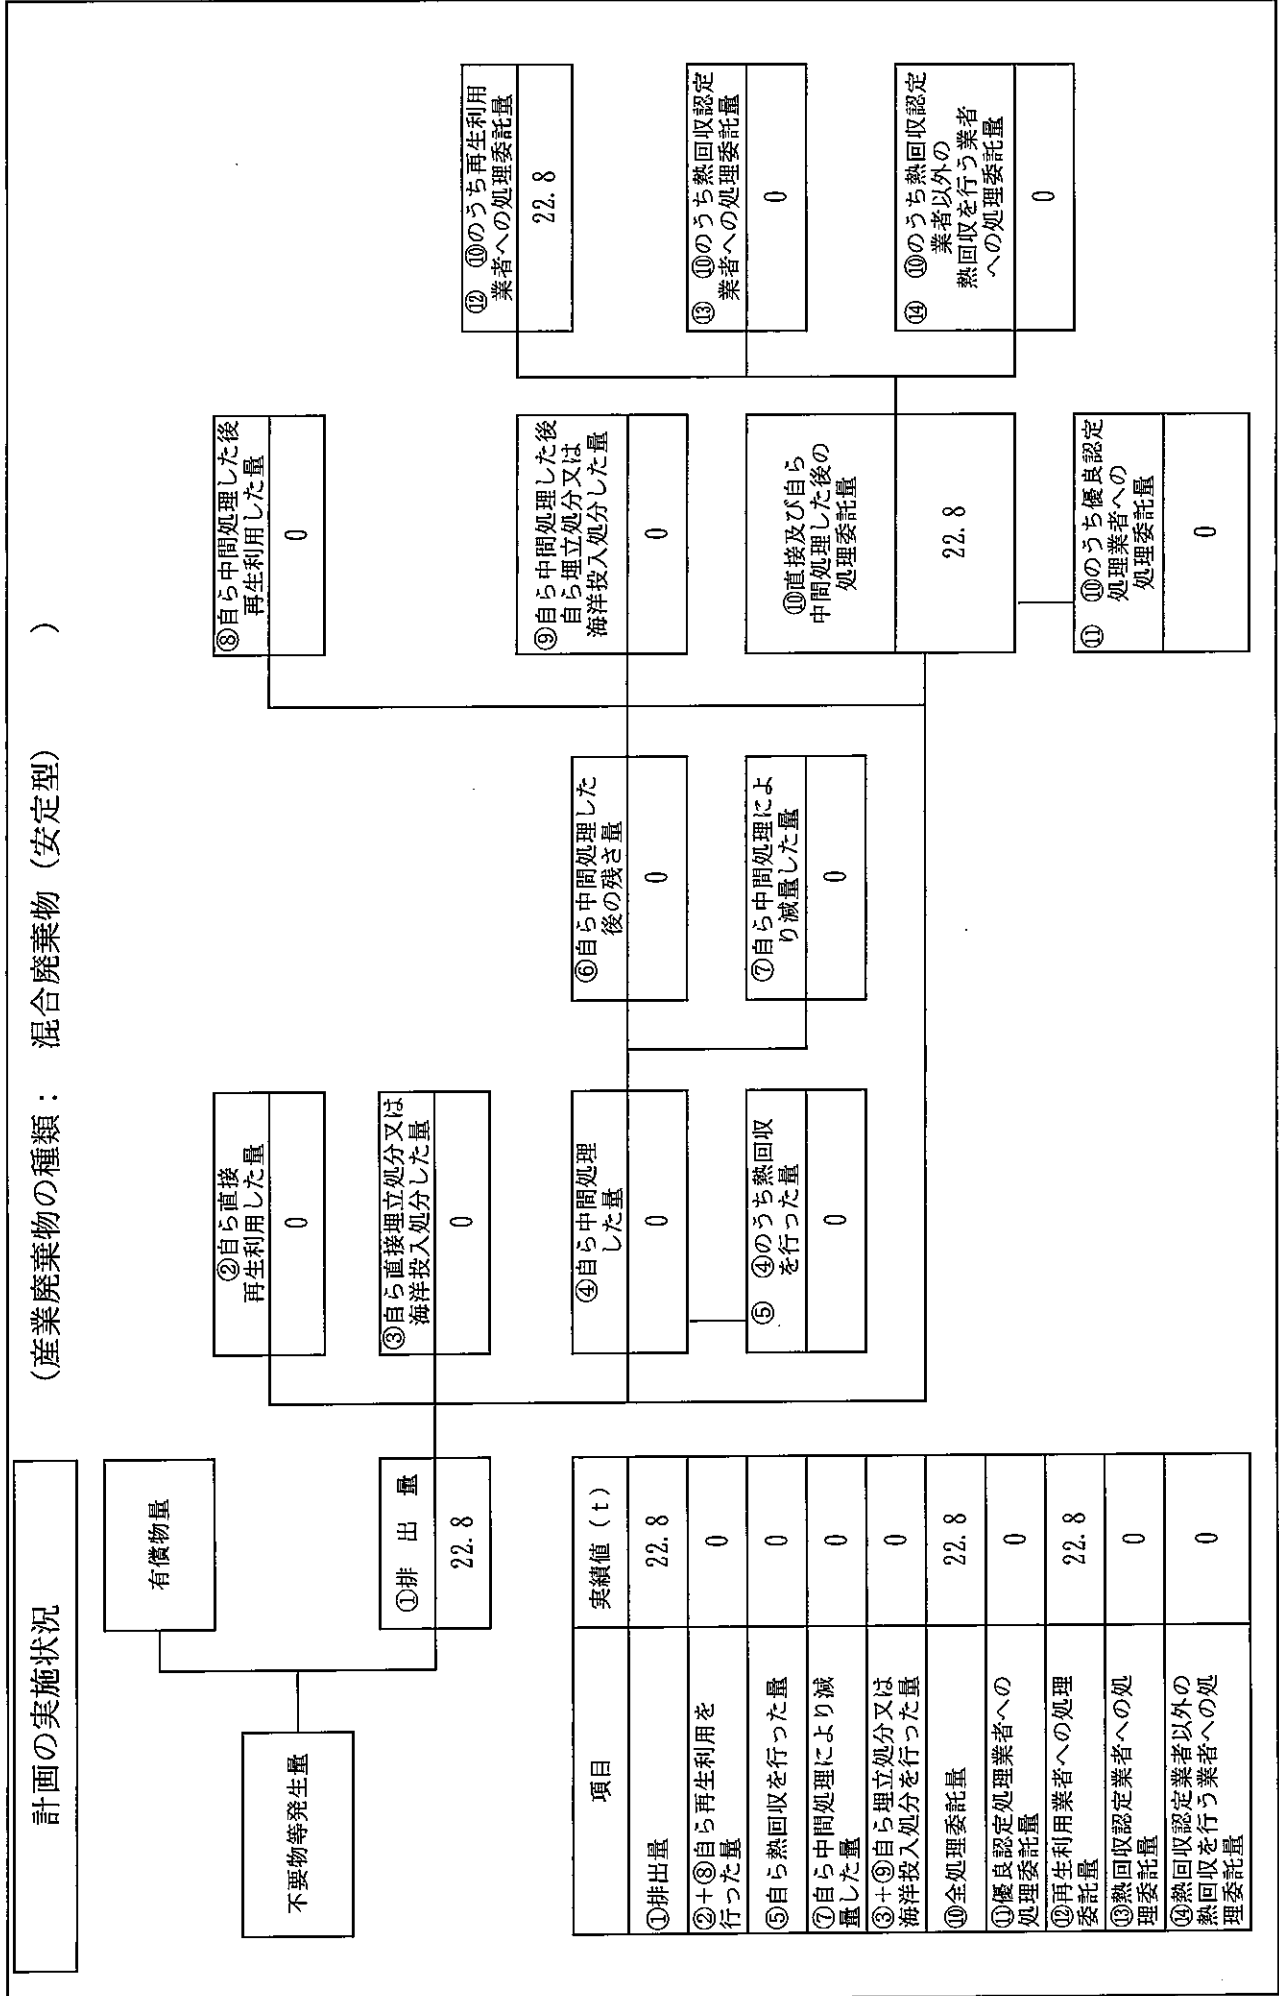 計画の実施状況
(産業廃棄物の種類： 混合廃棄物（安定型） )
不要物等発生量
有償物量
①排 出 量
22.8
②自ら直接
再生利用した量
0
③自ら直接埋立処分又は
海洋投入処分した量
0
④自ら中間処理
した量
0
⑤ ④のうち熱回収
を行った量
0
⑥自ら中間処理した
後の残さ量
0
⑦自ら中間処理によ
り減量した量
0
⑧自ら中間処理した後
再生利用した量
0
⑨自ら中間処理した後
自ら埋立処分又は
海洋投入処分した量
0
⑩直接及び自ら
中間処理した後の
処理委託量
22.8
⑪ ⑩のうち優良認定
処理業者への
処理委託量
0
⑫ ⑩のうち再生利用
業者への処理委託量
22.8
⑬ ⑩のうち熱回収認定
業者への処理委託量
0
⑭ ⑩のうち熱回収認定
業者以外の
熱回収を行う業者
への処理委託量
0
項目 実績値（t）
①排出量 22.8
②+⑧自ら再生利用を
行った量 0
⑤自ら熱回収を行った量 0
⑦自ら中間処理により減
量した量 0
③+⑨自ら埋立処分又は
海洋投入処分を行った量 0
⑩全処理委託量 22.8
⑪優良認定処理業者への
処理委託量 0
⑫再生利用業者への処理
委託量 22.8
⑬熱回収認定業者への処
理委託量 0
⑭熱回収認定業者以外の
熱回収を行う業者への処
理委託量 0